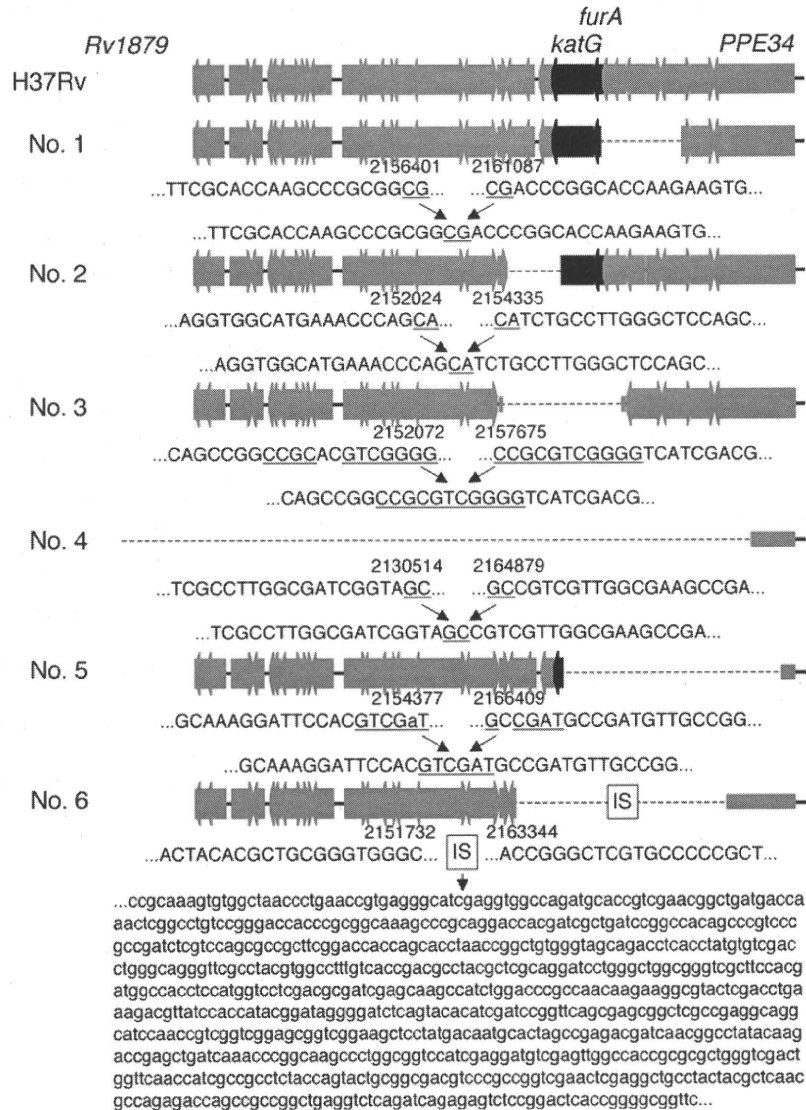 furA
Rv1879 katG PPE34
H37Rv
No. 1
2156401 2161087
...TTCGCACCAAGCCCGCGGCG... ...CGACCCGGCACCAAGAAGTG...
...TTCGCACCAAGCCCGCGGCGACCCGGCACCAAGAAGTG...
No. 2
2152024 2154335
...AGGTGGCATGAAACCCAGCA... ...CATCTGCCTTGGGCTCCAGC...
...AGGTGGCATGAAACCCAGCATCTGCCTTGGGCTCCAGC...
No. 3
2152072 2157675
...CAGCCGGCCGCACGTCGGGG... ...CCGCGTCGGGGTCATCGACG...
...CAGCCGGCCGCGTCGGGGTCATCGACG...
No. 4
2130514 2164879
...TCGCCTTGGCGATCGGTAGC... ...GCCGTCGTTGGCGAAGCCGA...
...TCGCCTTGGCGATCGGTAGCCGTCGTTGGCGAAGCCGA...
No. 5
2154377 2166409
...GCAAAGGATTCCACGTCGaT... ...GCCGATGCCGATGTTGCCGG...
...GCAAAGGATTCCACGTCGATGCCGATGTTGCCGG...
No. 6 IS
2151732 IS 2163344
...ACTACACGCTGCGGGTGGGC... ...ACCGGGCTCGTGCCCCCGCT...
...ccgcaaagtgtggctaaccctgaaccgtgagggcatcgaggtggccagatgcaccgtcgaacggctgatgacca
aactcggcctgtccgggaccacccgcggcaaagcccgcaggaccacgatcgctgatccggccacagcccgtccc
gccgatctcgtccagcgccgcttcggaccaccagcacctaaccggctgtgggtagcagacctcacctatgtgtcgac
ctgggcagggttcgcctacgtggcctttgtcaccgacgcctacgctcgcaggatcctgggctggcgggtcgcttccacg
atggccacctccatggtcctcgacgcgatcgagcaagccatctggacccgccaacaagaaggcgtactcgacctga
aagacgttatccaccatacggataggggatctcagtacacatcgatccggttcagcgagcggctcgccgaggcagg
catccaaccgtcggtcggagcggtcggaagctcctatgacaatgcactagccgagacgatcaacggcctatacaag
accgagctgatcaaacccggcaagccctggcggtccatcgaggatgtcgagttggccaccgcgcgctgggtcgact
ggttcaaccatcgccgcctctaccagtactgcggcgacgtcccgccggtcgaactcgaggctgcctactacgctcaac
gccagagaccagccgccggctgaggtctcagatcagagagtctccggactcaccggggcggttc...